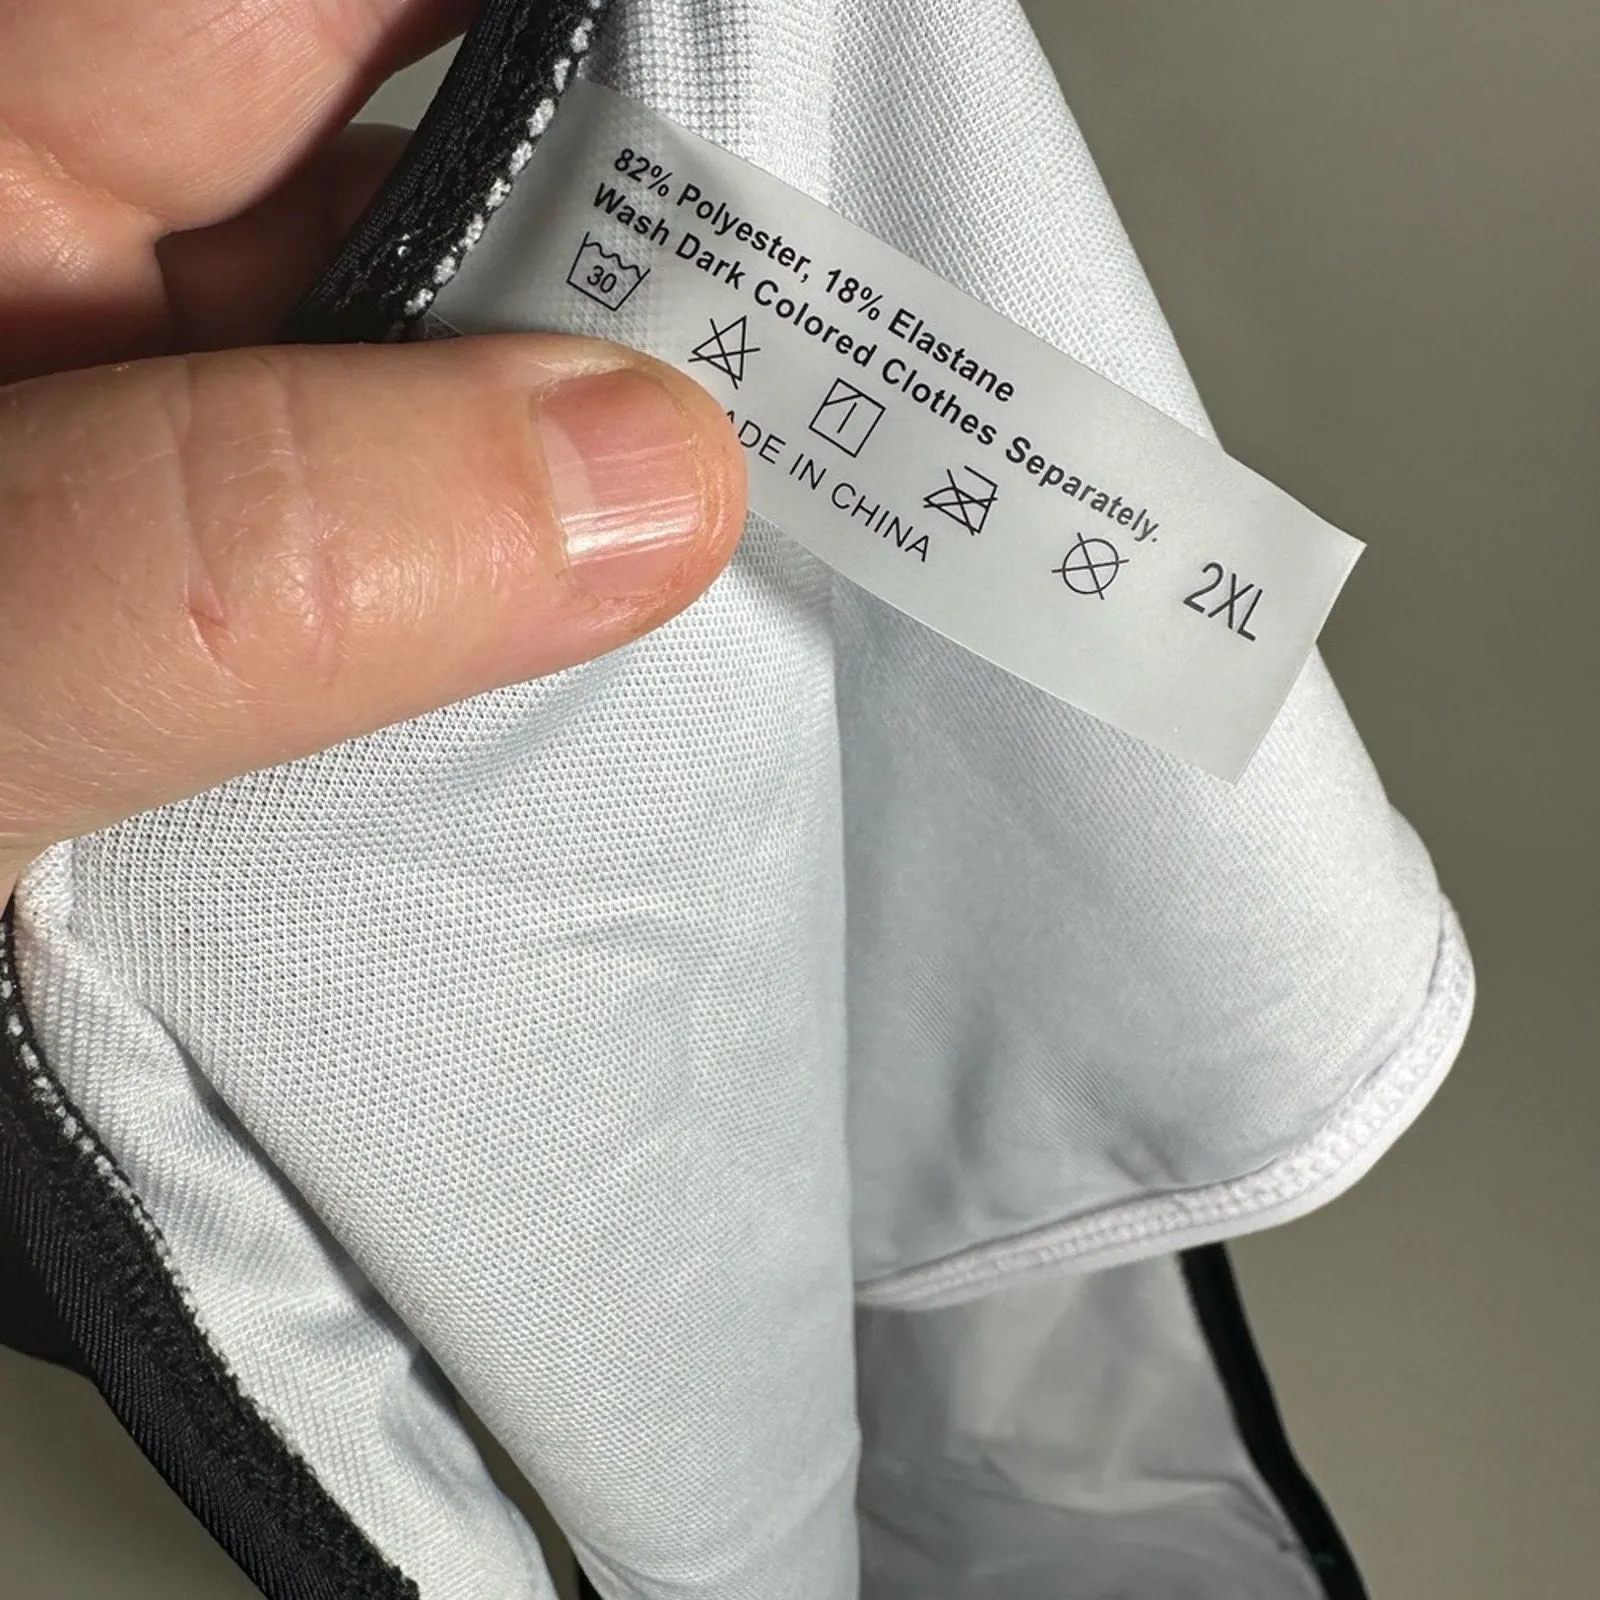 82% Polyester, 18% Elastane
Wash Dark Colored Clothes Separately.
30
ADE IN CHINA
2XL